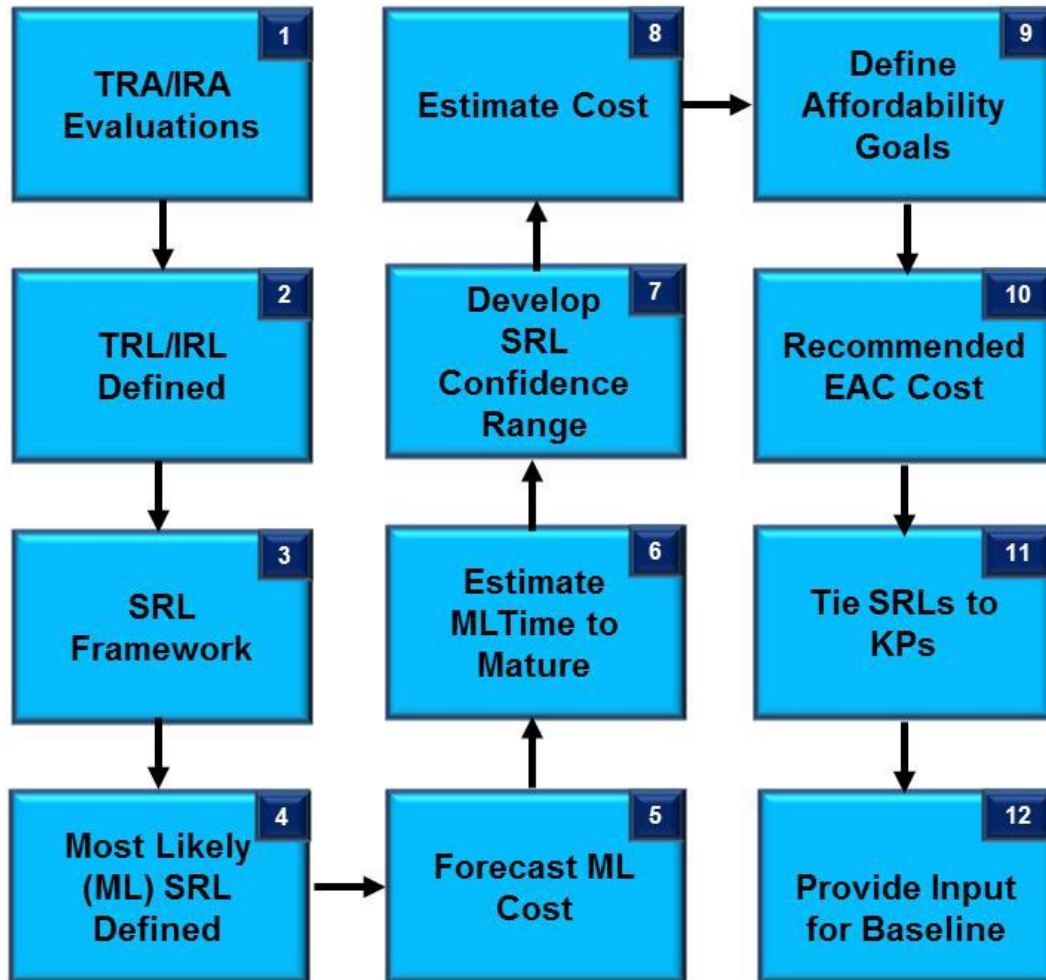 1
TRA/IRA
Evaluations
2
TRL/IRL
Defined
3
SRL
Framework
4
Most Likely
(ML) SRL
Defined
5
Forecast ML
Cost
6
Estimate
MLTime to
Mature
7
Develop
SRL
Confidence
Range
8
Estimate Cost
9
Define
Affordability
Goals
10
Recommended
EAC Cost
11
Tie SRLs to
KPs
12
Provide Input
for Baseline